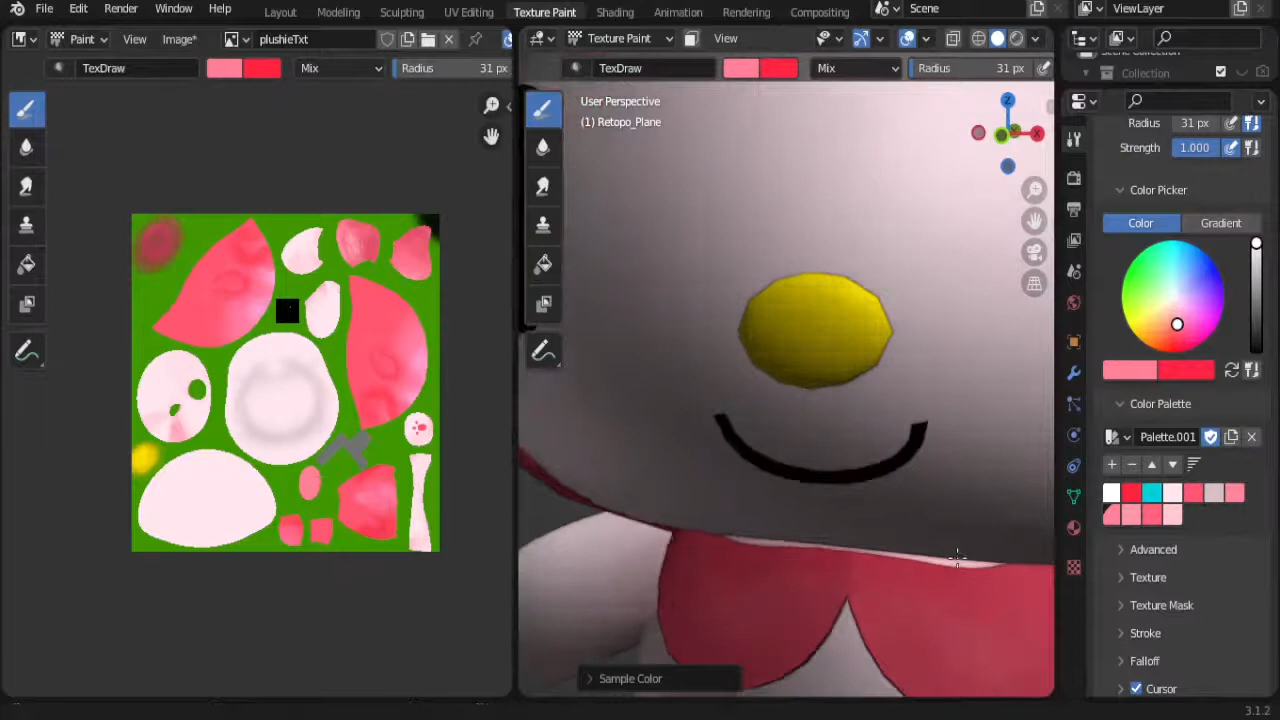 File Edit Render Window Help Layout Modeling Sculpting UV Editing Texture Paint Shading Animation Rendering Compositing Scene ViewLayer
Paint View Image* plushieTxt Texture Paint View
TexDraw Mix Radius 31 px TexDraw Mix Radius 31 px
Collection
User Perspective
(1) Retopo_Plane
Z
X
Radius 31 px
Strength 1.000
Color Picker
Color Gradient
Color Palette
Palette.001
Advanced
Texture
Texture Mask
Stroke
Falloff
Cursor
Sample Color
3.1.2